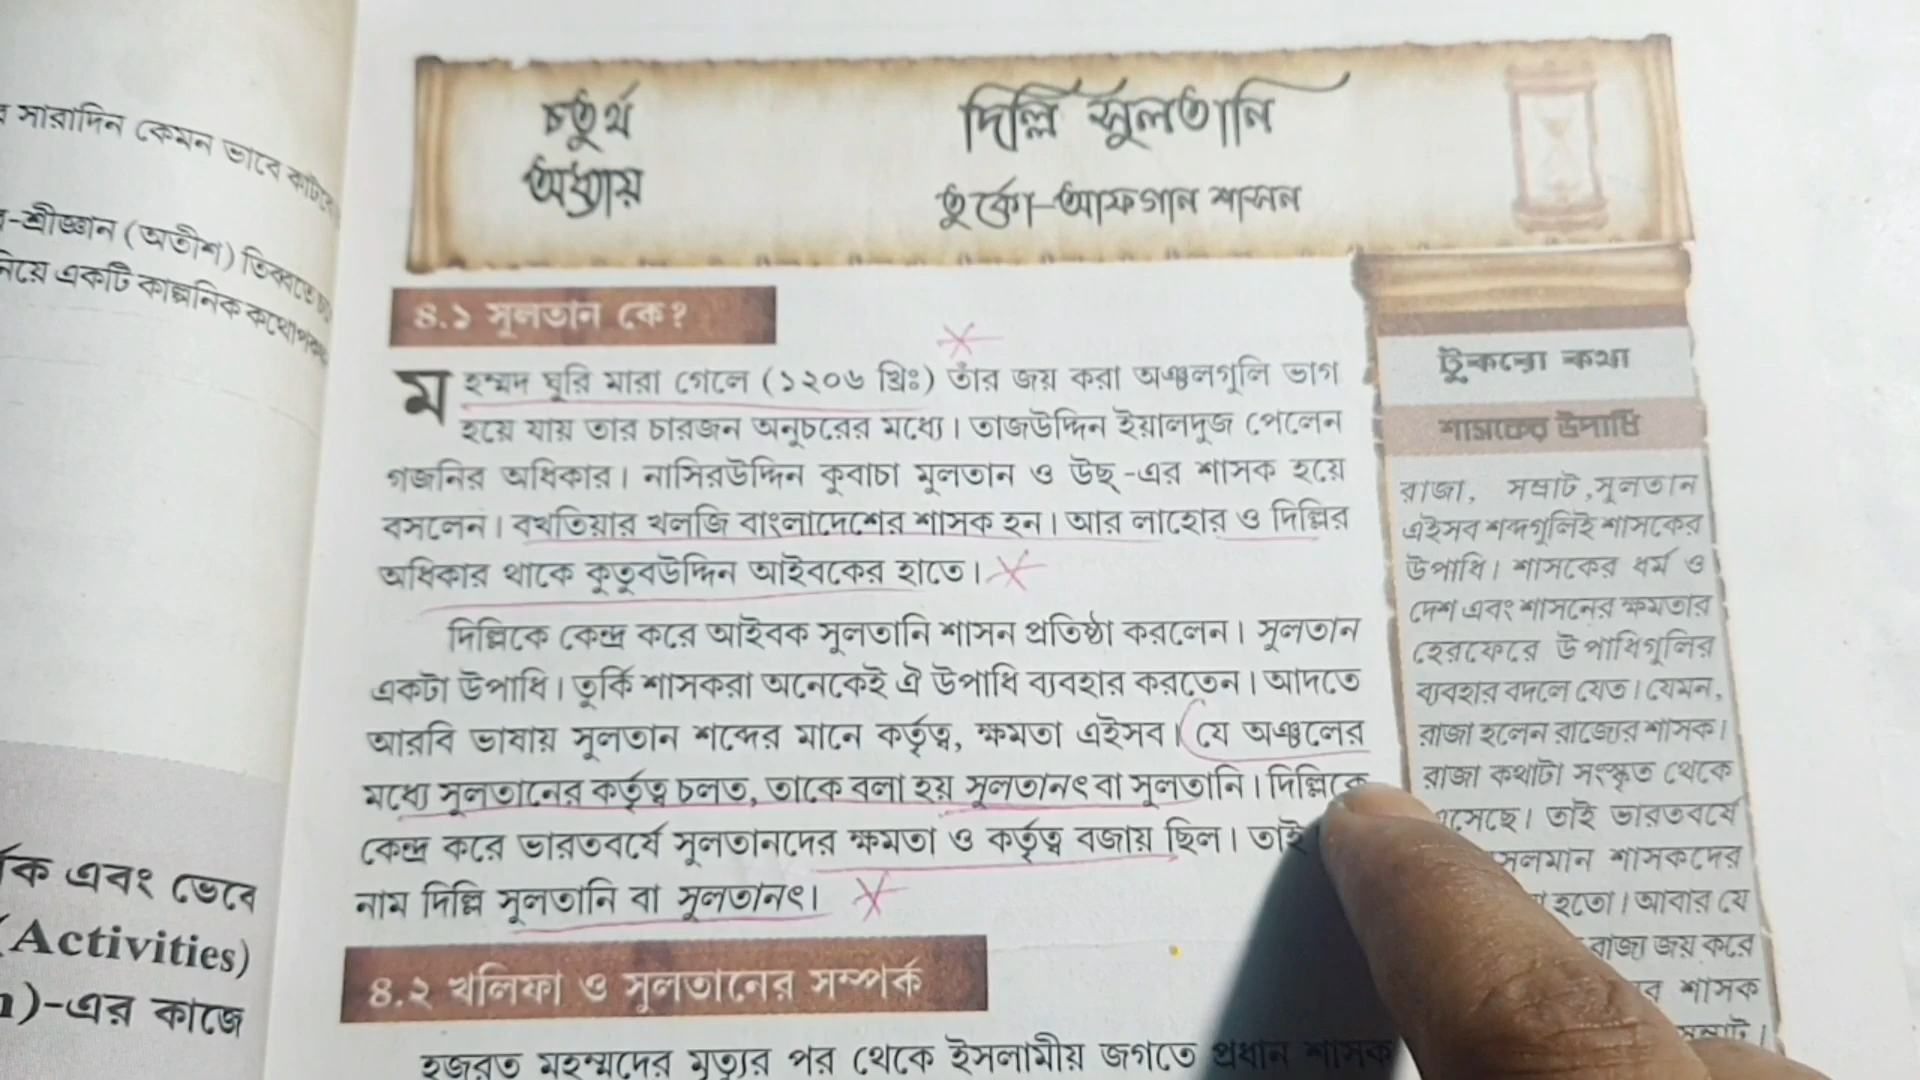 সারাদিন কেমন ভাবে
-শ্রীজ্ঞান (অতীশ) তিব্বতে
নিয়ে একটি কাল্পনিক
এবং ভেবে
(Activities)
)-এর কাজে
চতুর্থ
অধ্যায়
দিল্লি সুলতানি
তুর্কো-আফগান শাসন
৪.১ সুলতান কে?
মহম্মদ ঘুরি মারা গেলে (১২০৬ খ্রিঃ) তাঁর জয় করা অঞ্চলগুলি ভাগ
হয়ে যায় তার চারজন অনুচরের মধ্যে। তাজউদ্দিন ইয়ালদুজ পেলেন
গজনির অধিকার। নাসিরউদ্দিন কুবাচা মুলতান ও উছ্-এর শাসক হয়ে
বসলেন। বখতিয়ার খলজি বাংলাদেশের শাসক হন। আর লাহোর ও দিল্লির
অধিকার থাকে কুতুবউদ্দিন আইবকের হাতে।
দিল্লিকে কেন্দ্র করে আইবক সুলতানি শাসন প্রতিষ্ঠা করলেন। সুলতান
একটা উপাধি। তুর্কি শাসকরা অনেকেই ঐ উপাধি ব্যবহার করতেন। আদতে
আরবি ভাষায় সুলতান শব্দের মানে কর্তৃত্ব, ক্ষমতা এইসব। যে অঞ্চলের
মধ্যে সুলতানের কর্তৃত্ব চলত, তাকে বলা হয় সুলতানৎ বা সুলতানি। দিল্লিকে
কেন্দ্র করে ভারতবর্ষে সুলতানদের ক্ষমতা ও কর্তৃত্ব বজায় ছিল। তাই
নাম দিল্লি সুলতানি বা সুলতানৎ।
৪.২ খলিফা ও সুলতানের সম্পর্ক
হজরত মহম্মদের মৃত্যুর পর থেকে ইসলামীয় জগতে প্রধান শাসক
টুকরো কথা
শাসকের উপাধি
রাজা, সম্রাট,সুলতান
এইসব শব্দগুলিই শাসকের
উপাধি। শাসকের ধর্ম ও
দেশ এবং শাসনের ক্ষমতার
হেরফেরে উপাধিগুলির
ব্যবহার বদলে যেত। যেমন,
রাজা হলেন রাজ্যের শাসক।
রাজা কথাটা সংস্কৃত থেকে
এসেছে। তাই ভারতবর্ষে
শাসকদের
হতো। আবার যে
রাজ্য জয় করে
শাসক